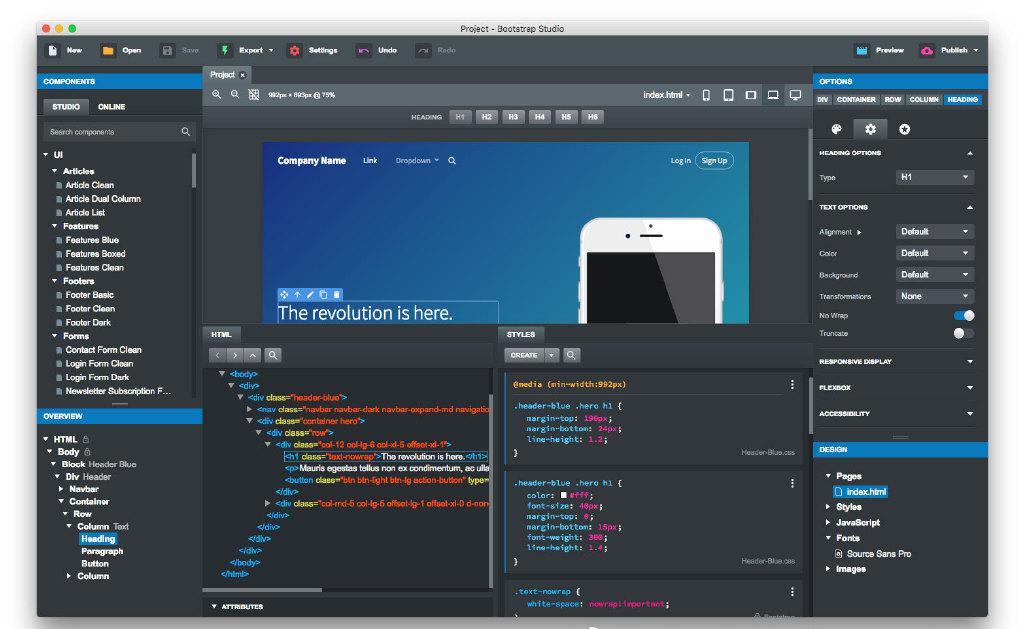 Project - Bootstrap Studio
New Open Save Export Settings Undo Redo Preview Publish
COMPONENTS
STUDIO ONLINE
Search components
UI
Articles
Article Clean
Article Dual Column
Article List
Features
Features Blue
Features Boxed
Features Clean
Footers
Footer Basic
Footer Clean
Footer Dark
Forms
Contact Form Clean
Login Form Clean
Login Form Dark
Newsletter Subscription F...
OVERVIEW
HTML
Body
Block Header Blue
Div Header
Navbar
Container
Row
Column Text
Heading
Paragraph
Button
Column
Project
992px × 893px @ 75%
index.html
HEADING H1 H2 H3 H4 H5 H6
Company Name Link Dropdown Log In Sign Up
The revolution is here.
HTML
<body>
<div>
<div class="header-blue">
<nav class="navbar navbar-dark navbar-expand-md navigatio
<div class="container hero">
<div class="row">
<div class="col-12 col-lg-6 col-xl-5 offset-xl-1">
<h1 class="text-nowrap">The revolution is here.</h1>
<p>Mauris egestas tellus non ex condimentum, ac ulla
<button class="btn btn-light btn-lg action-button" type=
</div>
<div class="col-md-5 col-lg-5 offset-lg-1 offset-xl-0 d-non
</div>
</div>
</div>
</div>
</body>
</html>
ATTRIBUTES
STYLES
CREATE
@media (min-width:992px)
.header-blue .hero h1 {
margin-top: 190px;
margin-bottom: 24px;
line-height: 1.2;
}
Header-Blue.css
.header-blue .hero h1 {
color: #fff;
font-size: 40px;
margin-top: 0;
margin-bottom: 15px;
font-weight: 300;
line-height: 1.4;
}
Header-Blue.css
.text-nowrap {
white-space: nowrap!important;
}
Bootstrap
OPTIONS
DIV CONTAINER ROW COLUMN HEADING
HEADING OPTIONS
Type H1
TEXT OPTIONS
Alignment Default
Color Default
Background Default
Transformations None
No Wrap
Truncate
RESPONSIVE DISPLAY
FLEXBOX
ACCESSIBILITY
DESIGN
Pages
index.html
Styles
JavaScript
Fonts
Source Sans Pro
Images